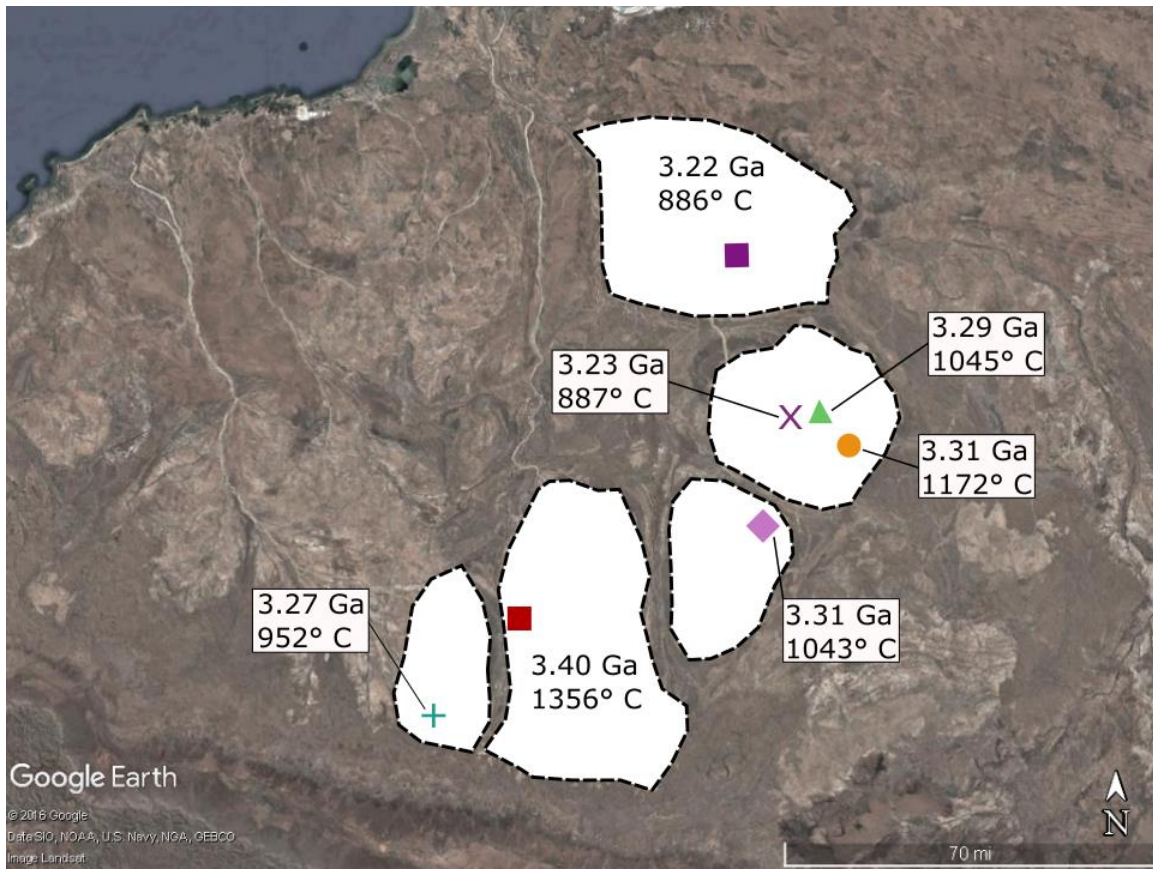 3.22 Ga
886° C
3.29 Ga
1045° C
3.23 Ga
887° C
3.31 Ga
1172° C
3.27 Ga
952° C
3.31 Ga
1043° C
3.40 Ga
1356° C
Google Earth
© 2016 Google
Data SIO, NOAA, U.S. Navy, NGA, GEBCO
Image Landsat
N
70 mi